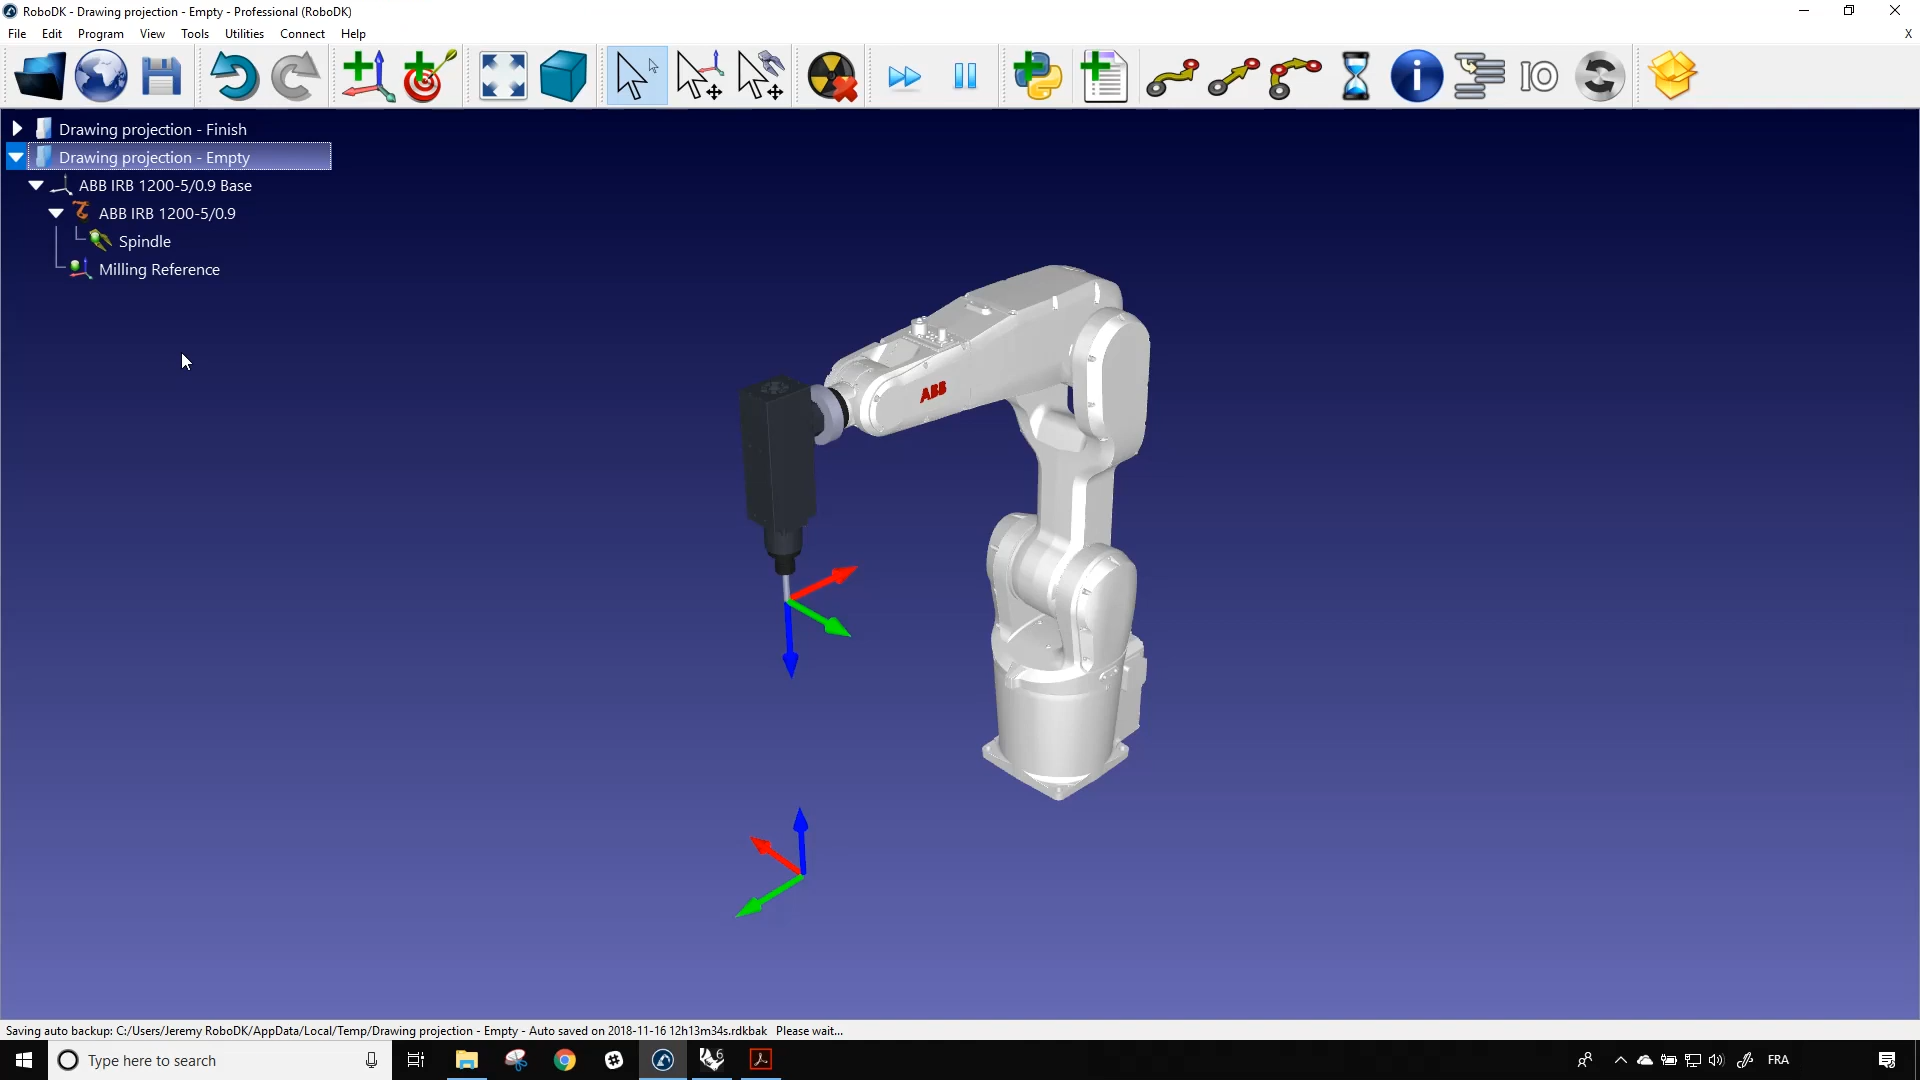 RoboDK - Drawing projection - Empty - Professional (RoboDK)
File Edit Program View Tools Utilities Connect Help X
IO
Drawing projection - Finish
Drawing projection - Empty
ABB IRB 1200-5/0.9 Base
ABB IRB 1200-5/0.9
Spindle
Milling Reference
ABB
Saving auto backup: C:/Users/Jeremy RoboDK/AppData/Local/Temp/Drawing projection - Empty - Auto saved on 2018-11-16 12h13m34s.rdkbak Please wait...
Type here to search
6
FRA